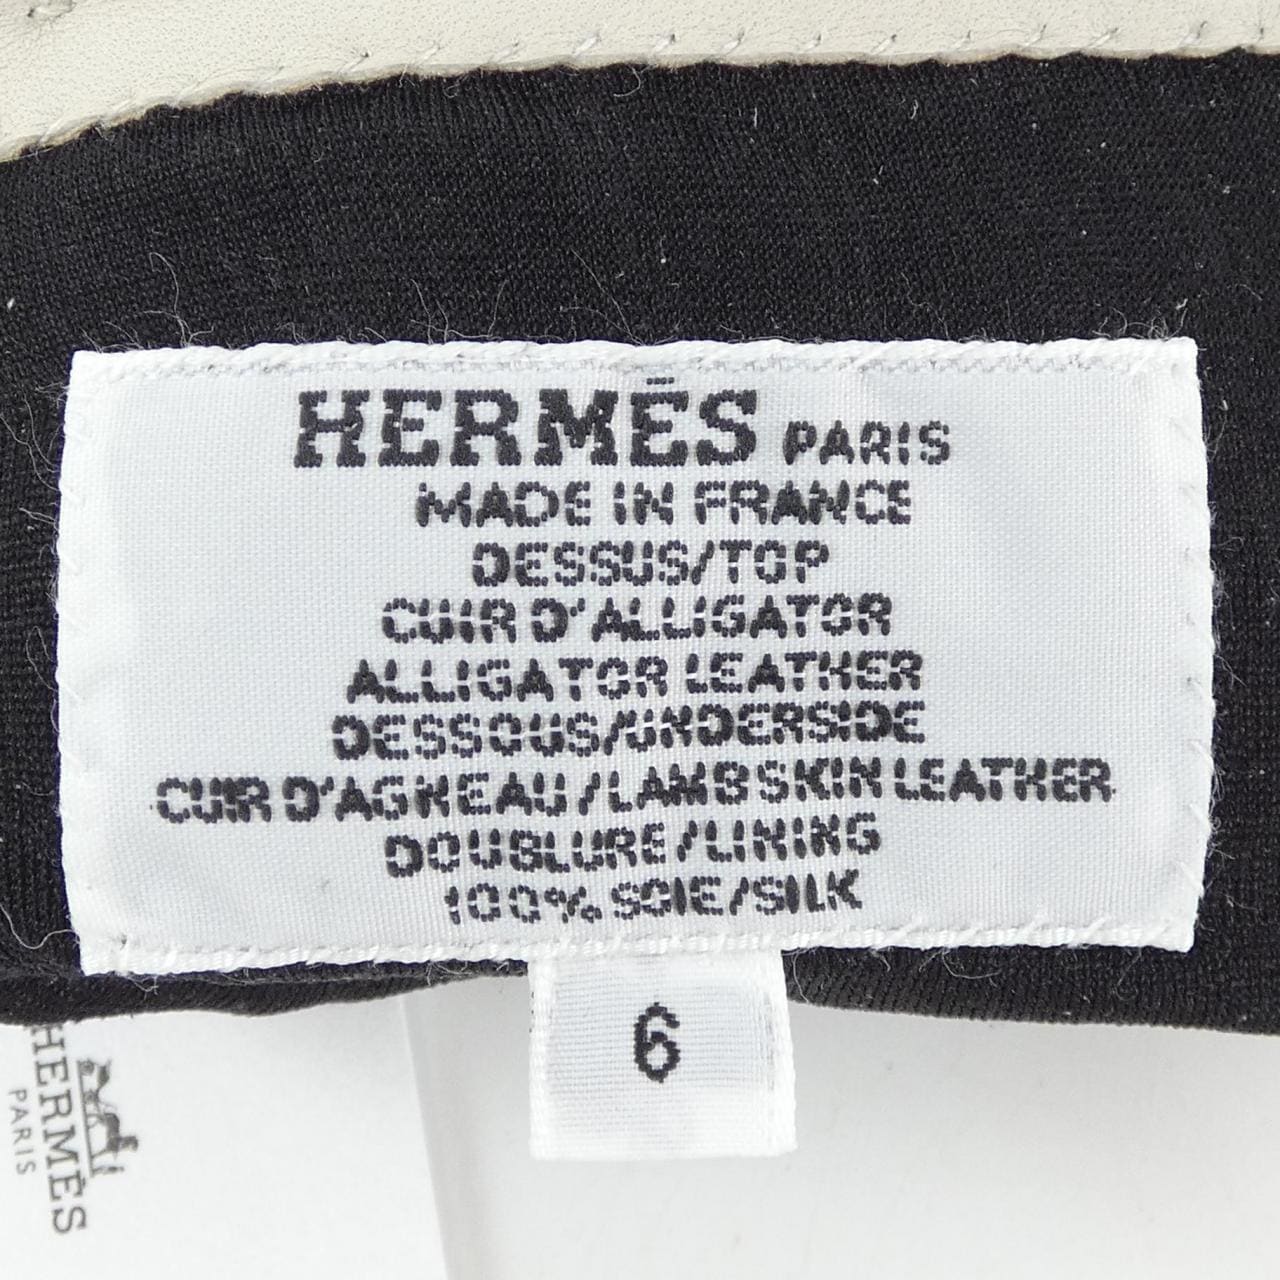 HERMĒS PARIS
MADE IN FRANCE
DESSUS/TOP
CUIR D'ALLIGATOR
ALLIGATOR LEATHER
DESSOUS/UNDERSIDE
CUIR D'AGNEAU/LAMBSKIN LEATHER
DOUBLURE/LINING
100% SOIE/SILK
6
HERMÈS
PARIS